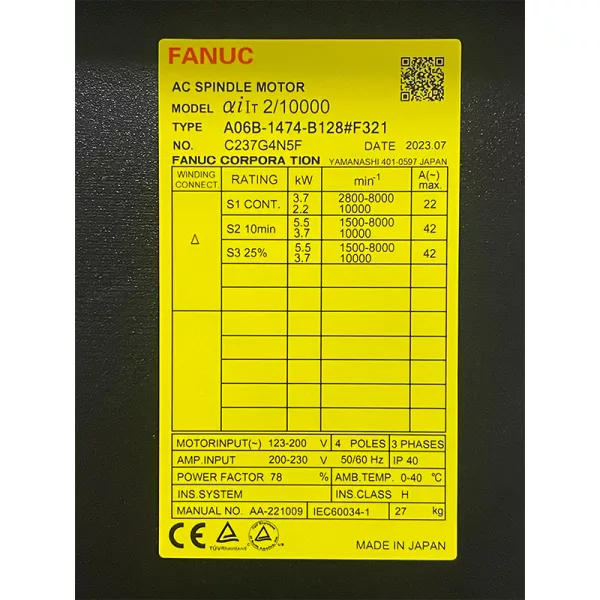 FANUC
AC SPINDLE MOTOR
MODEL αiIT 2/10000
TYPE A06B-1474-B128#F321
NO. C237G4N5F DATE 2023.07
FANUC CORPORATION YAMANASHI 401-0597 JAPAN
WINDING CONNECT. RATING kW min-1 A(~) max.
Δ S1 CONT. 3.7 2.2 2800-8000 10000 22
S2 10min 5.5 3.7 1500-8000 10000 42
S3 25% 5.5 3.7 1500-8000 10000 42
MOTORINPUT(~) 123-200 V 4 POLES 3 PHASES
AMP.INPUT 200-230 V 50/60 Hz IP 40
POWER FACTOR 78 % AMB.TEMP. 0-40 ℃
INS.SYSTEM INS.CLASS H
MANUAL NO. AA-221009 IEC60034-1 27 kg
CE
MADE IN JAPAN